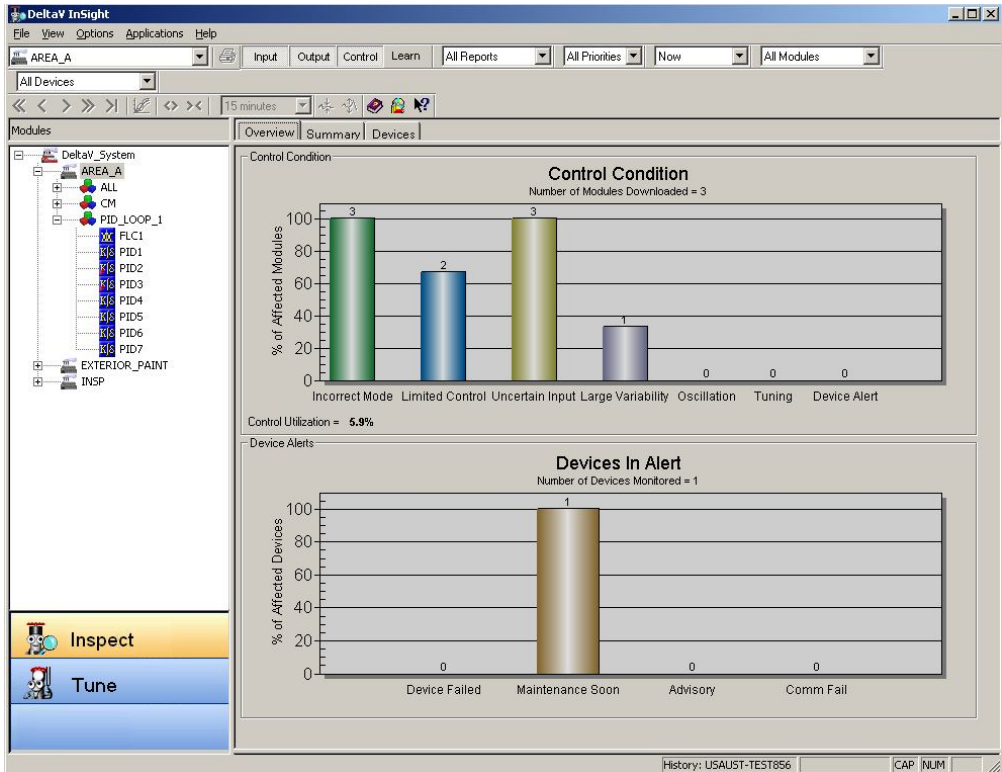 DeltaV InSight
File View Options Applications Help
AREA_A Input Output Control Learn All Reports All Priorities Now All Modules
All Devices
15 minutes
Modules
Overview Summary Devices
DeltaV_System
AREA_A
ALL
CM
PID_LOOP_1
FLC1
PID1
PID2
PID3
PID4
PID5
PID6
PID7
EXTERIOR_PAINT
INSP
Inspect
Tune
Control Condition
Control Condition
Number of Modules Downloaded = 3
% of Affected Modules
100
80
60
40
20
0
3 2 3 1 0 0 0
Incorrect Mode Limited Control Uncertain Input Large Variability Oscillation Tuning Device Alert
Control Utilization = 5.9%
Device Alerts
Devices In Alert
Number of Devices Monitored = 1
% of Affected Devices
100
80
60
40
20
0
0 1 0 0
Device Failed Maintenance Soon Advisory Comm Fail
History: USAUST-TEST856 CAP NUM